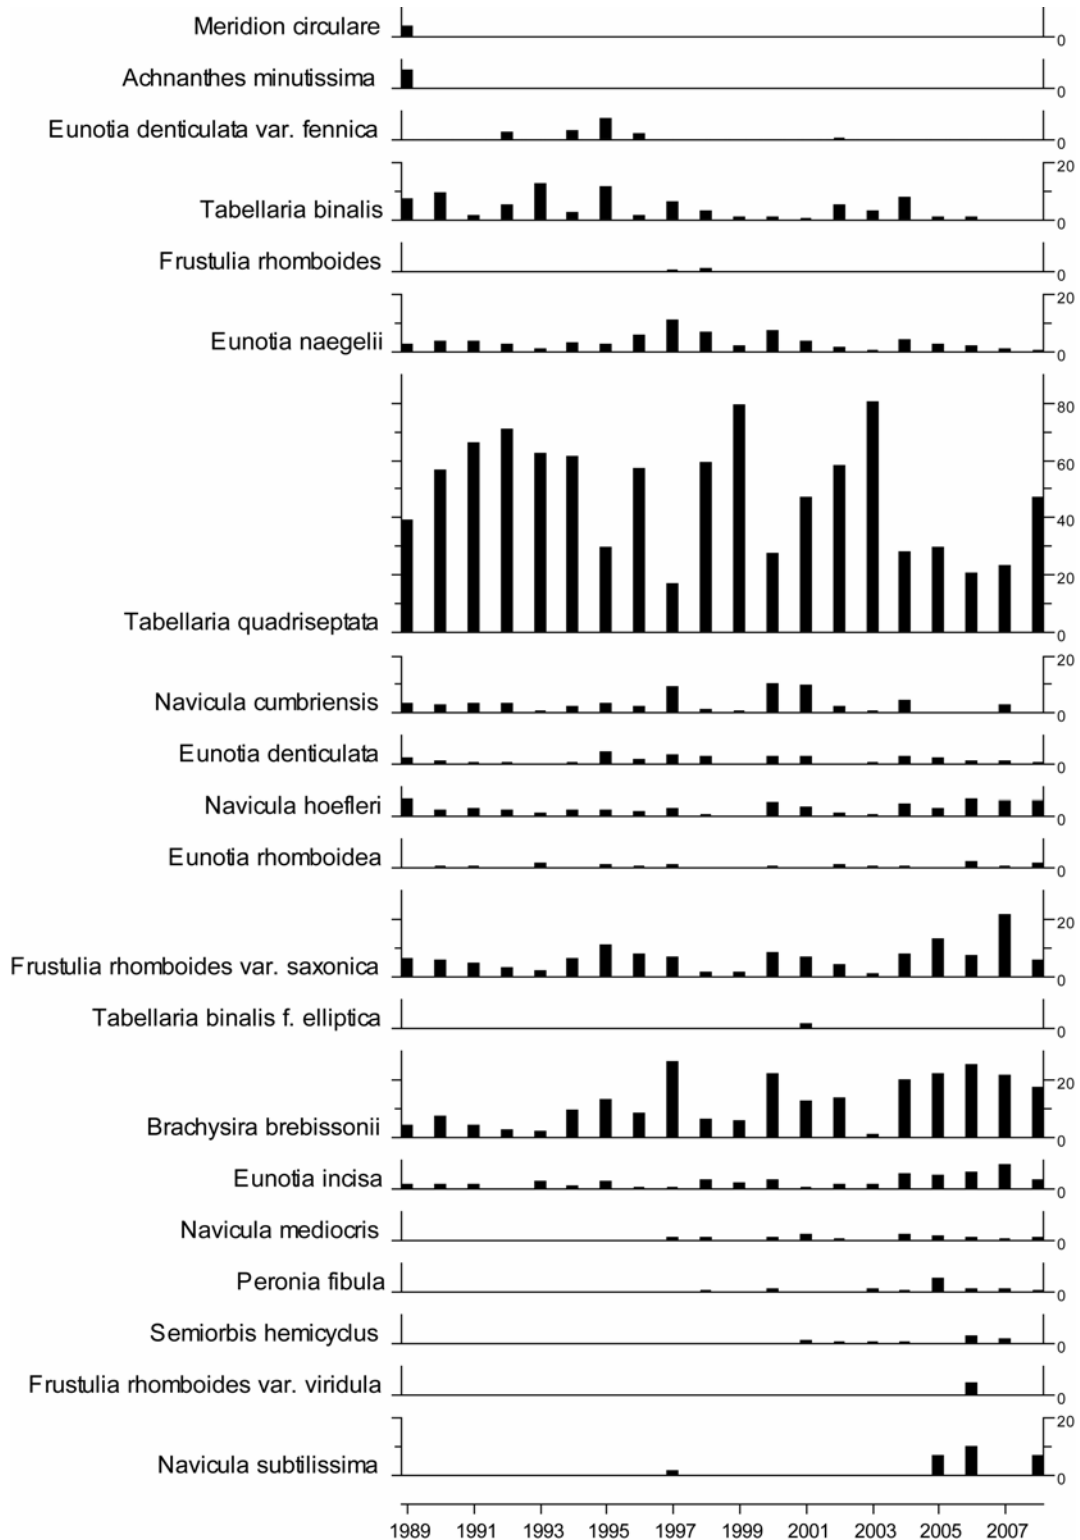 Meridion circulare
0
Achnanthes minutissima
0
Eunotia denticulata var. fennica
0
20
Tabellaria binalis
0
Frustulia rhomboides
0
20
Eunotia naegelii
0
80
60
40
20
Tabellaria quadriseptata
0
20
Navicula cumbriensis
0
Eunotia denticulata
0
Navicula hoefleri
0
Eunotia rhomboidea
0
20
Frustulia rhomboides var. saxonica
0
Tabellaria binalis f. elliptica
0
20
Brachysira brebissonii
0
Eunotia incisa
0
Navicula mediocris
0
Peronia fibula
0
Semiorbis hemicyclus
0
Frustulia rhomboides var. viridula
0
20
Navicula subtilissima
0
1989 1991 1993 1995 1997 1999 2001 2003 2005 2007